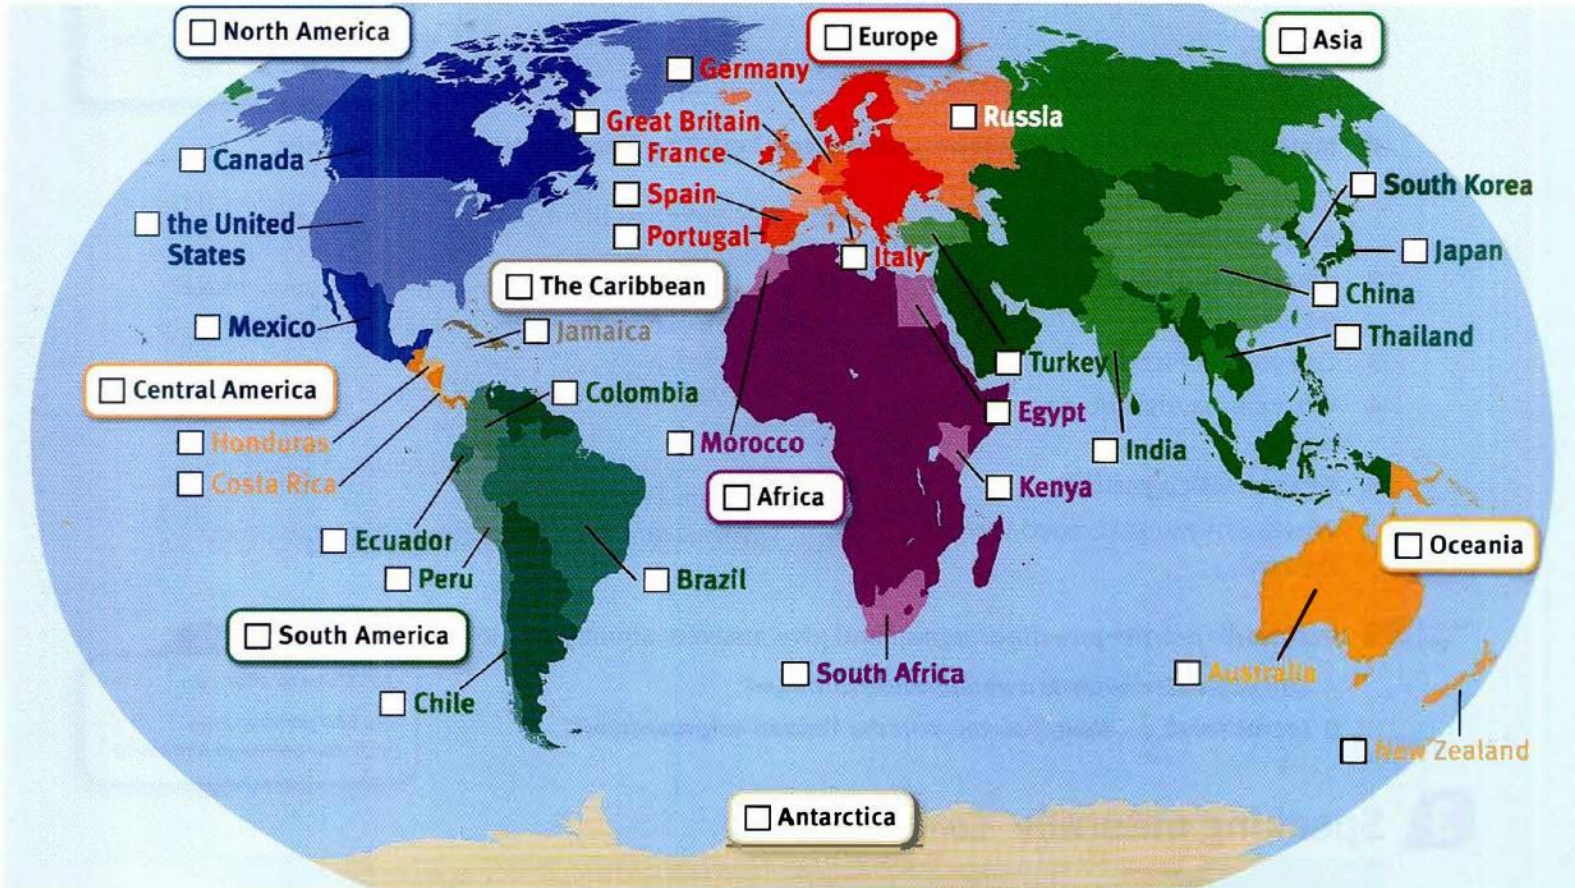 North America
Europe
Asia
Germany
Great Britain
Russia
France
Canada
Spain
South Korea
the United
States
Portugal
Italy
Japan
The Caribbean
China
Mexico
Jamaica
Thailand
Turkey
Central America
Colombia
Egypt
Honduras
Morocco
India
Costa Rica
Africa
Kenya
Ecuador
Oceania
Peru
Brazil
South America
South Africa
Australia
Chile
New Zealand
Antarctica